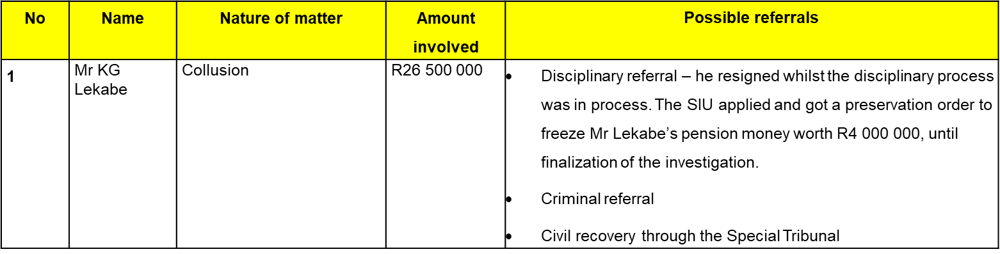 No
Name
Nature of matter
Amount
involved
Possible referrals
1
Mr KG
Lekabe
Collusion
R26 500 000
• Disciplinary referral – he resigned whilst the disciplinary process
was in process. The SIU applied and got a preservation order to
freeze Mr Lekabe’s pension money worth R4 000 000, until
finalization of the investigation.
• Criminal referral
• Civil recovery through the Special Tribunal